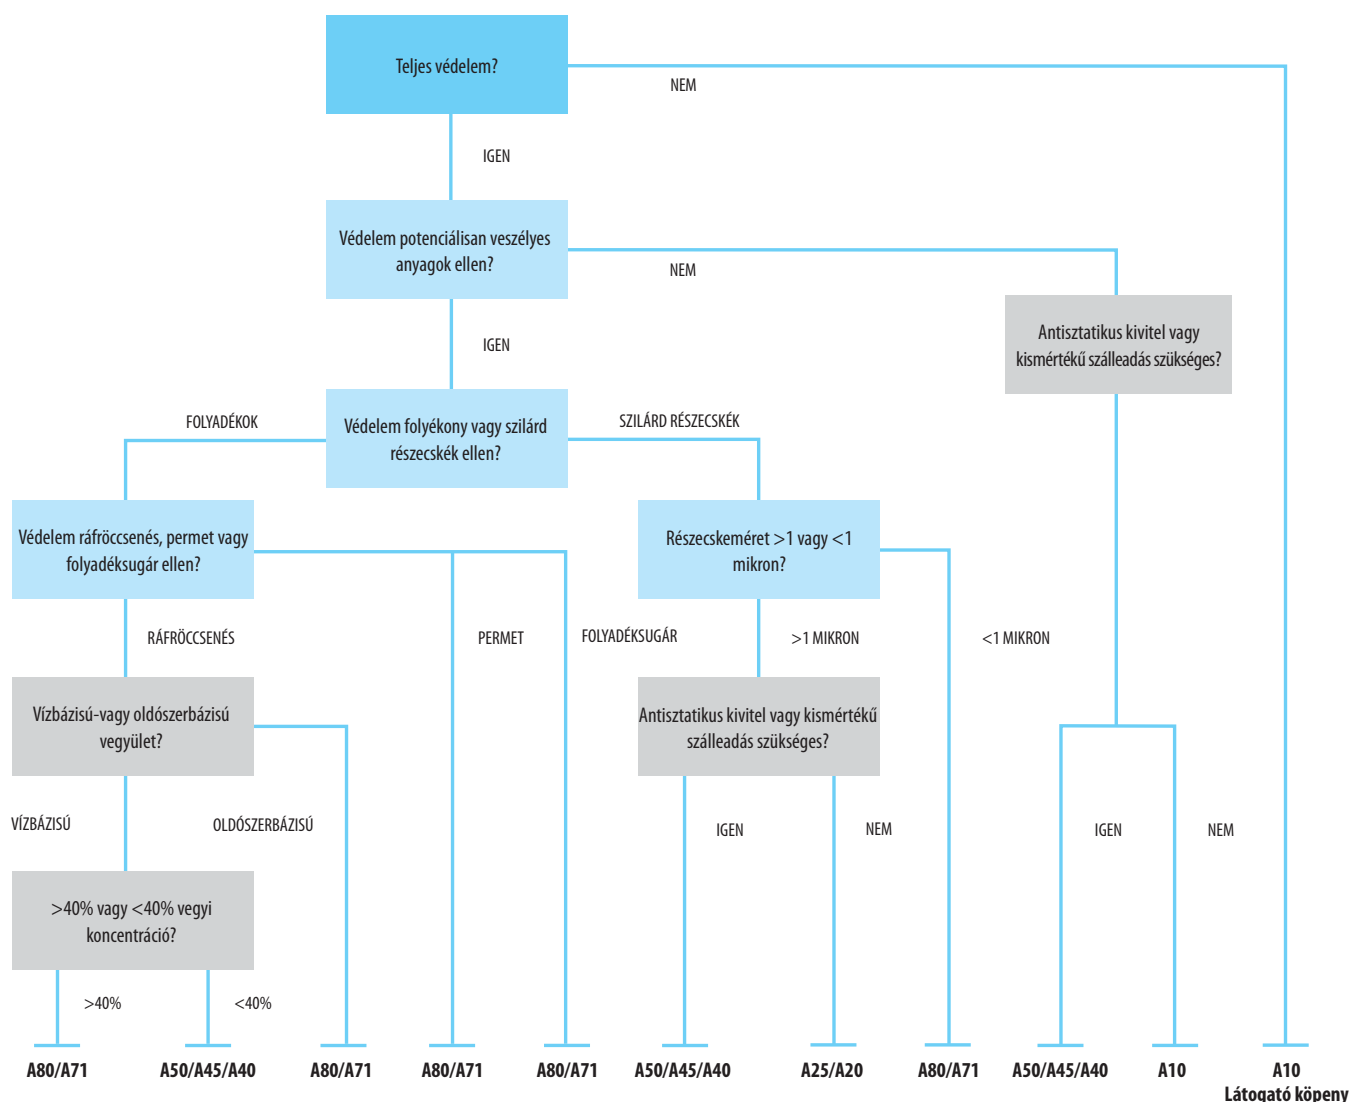 Teljes védelem?
NEM
IGEN
Védelem potenciálisan veszélyes
anyagok ellen?
NEM
Antisztatikus kivitel vagy
kismértékű szálleadás szükséges?
IGEN
FOLYADÉKOK
Védelem folyékony vagy szilárd
részecskék ellen?
SZILÁRD RÉSZECSKÉK
Védelem ráfröccsenés, permet vagy
folyadéksugár ellen?
Részecskeméret >1 vagy <1
mikron?
RÁFRÖCCSENÉS
PERMET
FOLYADÉKSUGÁR
>1 MIKRON
<1 MIKRON
Vízbázisú-vagy oldószerbázisú
vegyület?
Antisztatikus kivitel vagy kismértékű
szálleadás szükséges?
VÍZBÁZISÚ
OLDÓSZERBÁZISÚ
IGEN
NEM
IGEN
NEM
>40% vagy <40% vegyi
koncentráció?
>40%
<40%
A80/A71
A50/A45/A40
A80/A71
A80/A71
A80/A71
A50/A45/A40
A25/A20
A80/A71
A50/A45/A40
A10
A10
Látogató köpeny